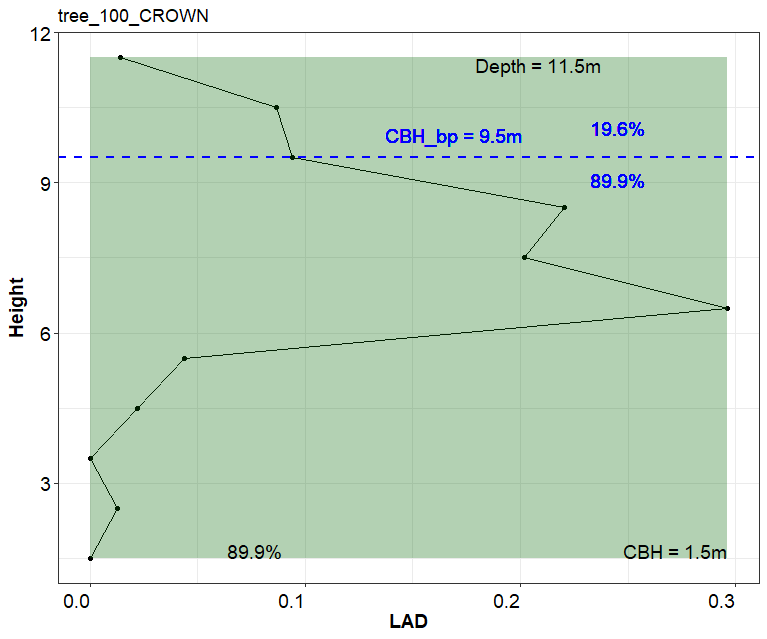 tree_100_CROWN
12
Depth = 11.5m
CBH_bp = 9.5m
19.6%
9
89.9%
Height
6
3
89.9%
CBH = 1.5m
0.0
0.1
0.2
0.3
LAD